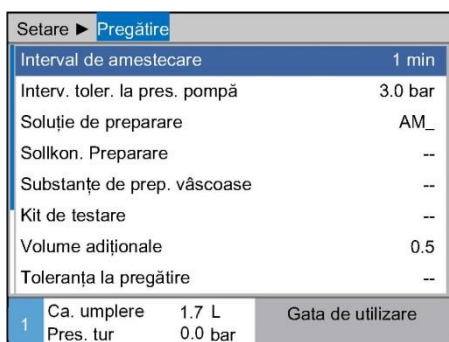 Setare ► Pregătire
Interval de amestecare 1 min
Interv. toler. la pres. pompă 3.0 bar
Soluție de preparare AM_
Sollkon. Preparare --
Substanțe de prep. vâscoase --
Kit de testare --
Volume adiționale 0.5
Toleranța la pregătire --
1 Ca. umplere 1.7 L Gata de utilizare
Pres. tur 0.0 bar